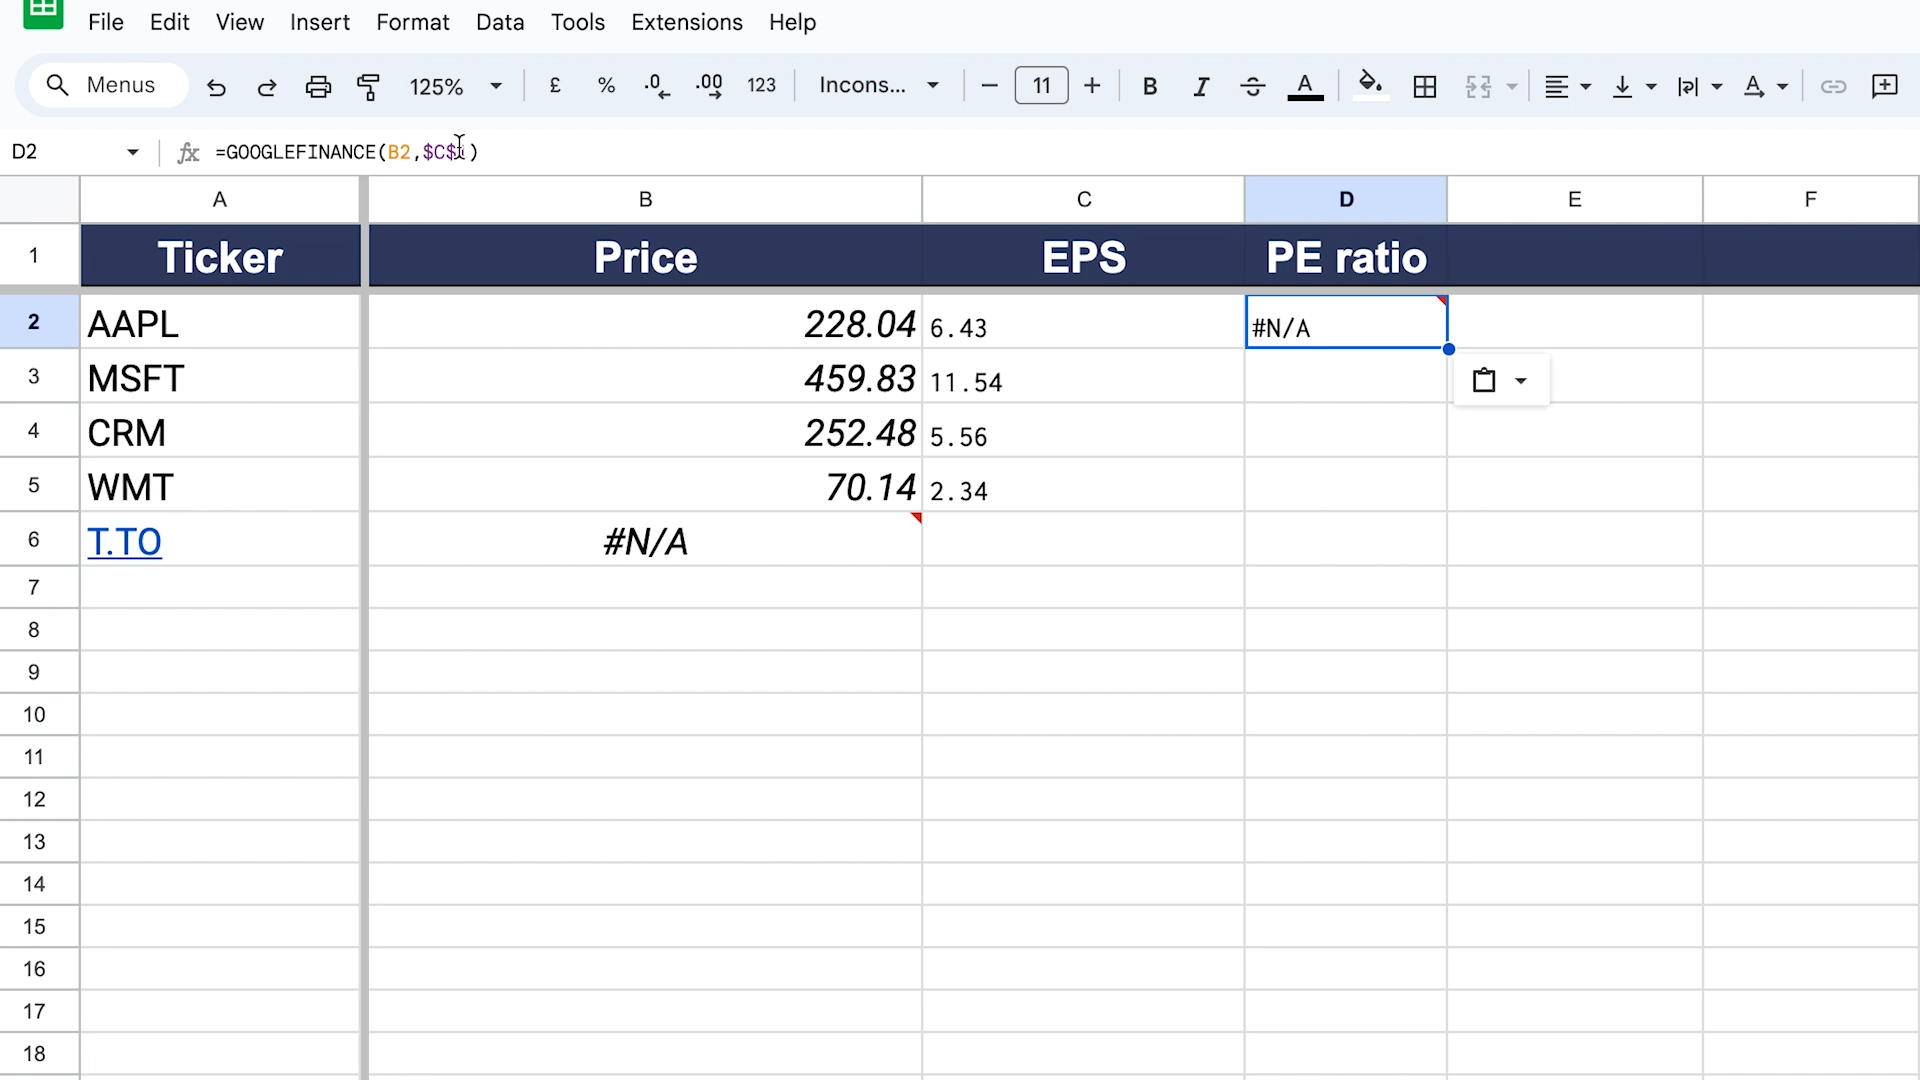 File Edit View Insert Format Data Tools Extensions Help
Menus 125% £ % .0 .00 123 Incons... 11 B I A A
D2 fx =GOOGLEFINANCE(B2,$C$ )
A B C D E F
1 Ticker Price EPS PE ratio
2 AAPL 228.04 6.43 #N/A
3 MSFT 459.83 11.54
4 CRM 252.48 5.56
5 WMT 70.14 2.34
6 T.TO #N/A
7
8
9
10
11
12
13
14
15
16
17
18